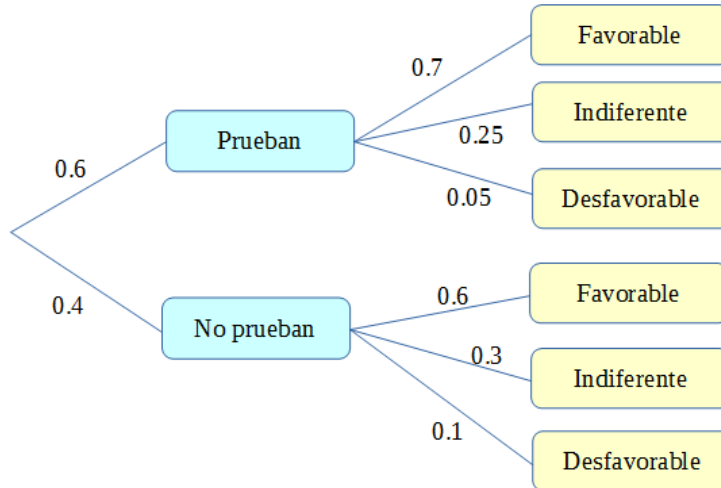 Favorable
0.7
Indiferente
Prueban
0.25
0.6
0.05
Desfavorable
0.4
No prueban
0.6
Favorable
0.3
Indiferente
0.1
Desfavorable